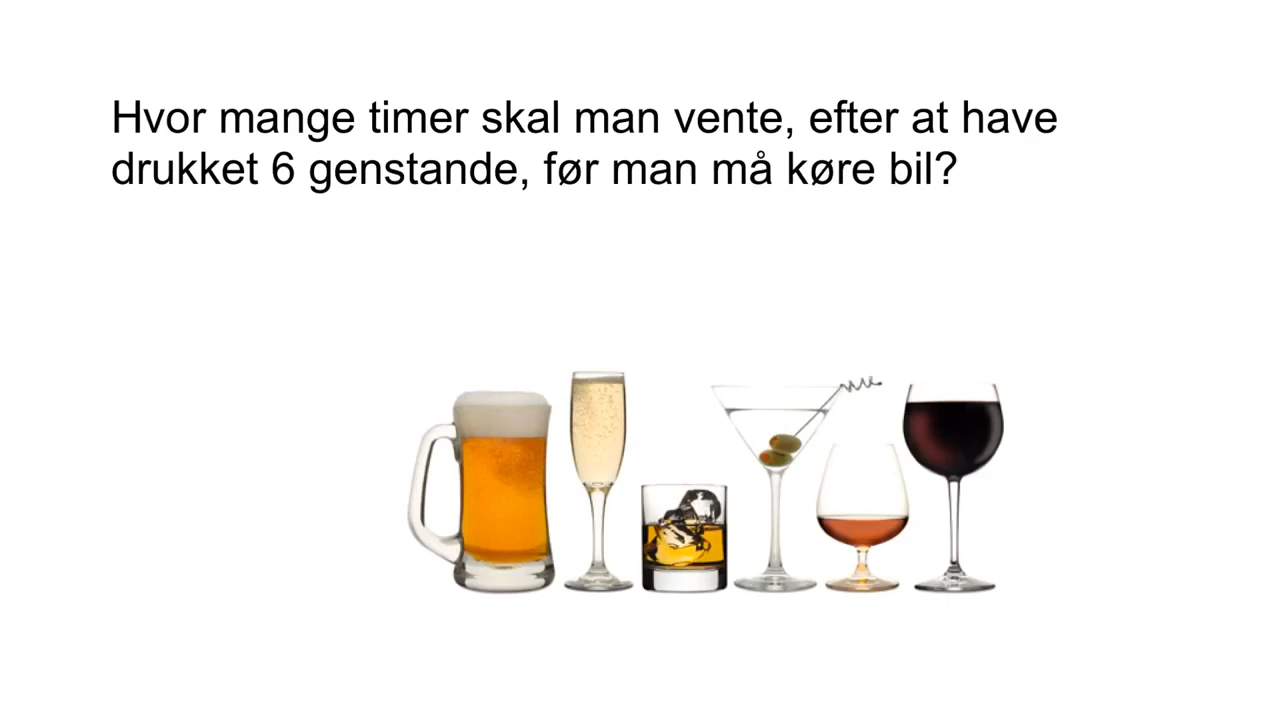 Hvor mange timer skal man vente, efter at have
drukket 6 genstande, før man må køre bil?